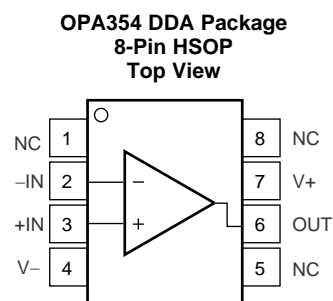 OPA354 DDA Package
8-Pin HSOP
Top View
NC 1 8 NC
−IN 2 − 7 V+
+IN 3 + 6 OUT
V− 4 5 NC